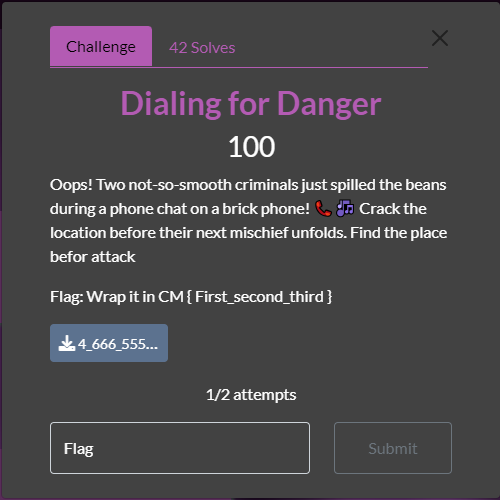 Challenge
42 Solves
Dialing for Danger
100
Oops! Two not-so-smooth criminals just spilled the beans
during a phone chat on a brick phone! 📞🎶 Crack the
location before their next mischief unfolds. Find the place
befor attack
Flag: Wrap it in CM { First_second_third }
4_666_555...
1/2 attempts
Flag
Submit